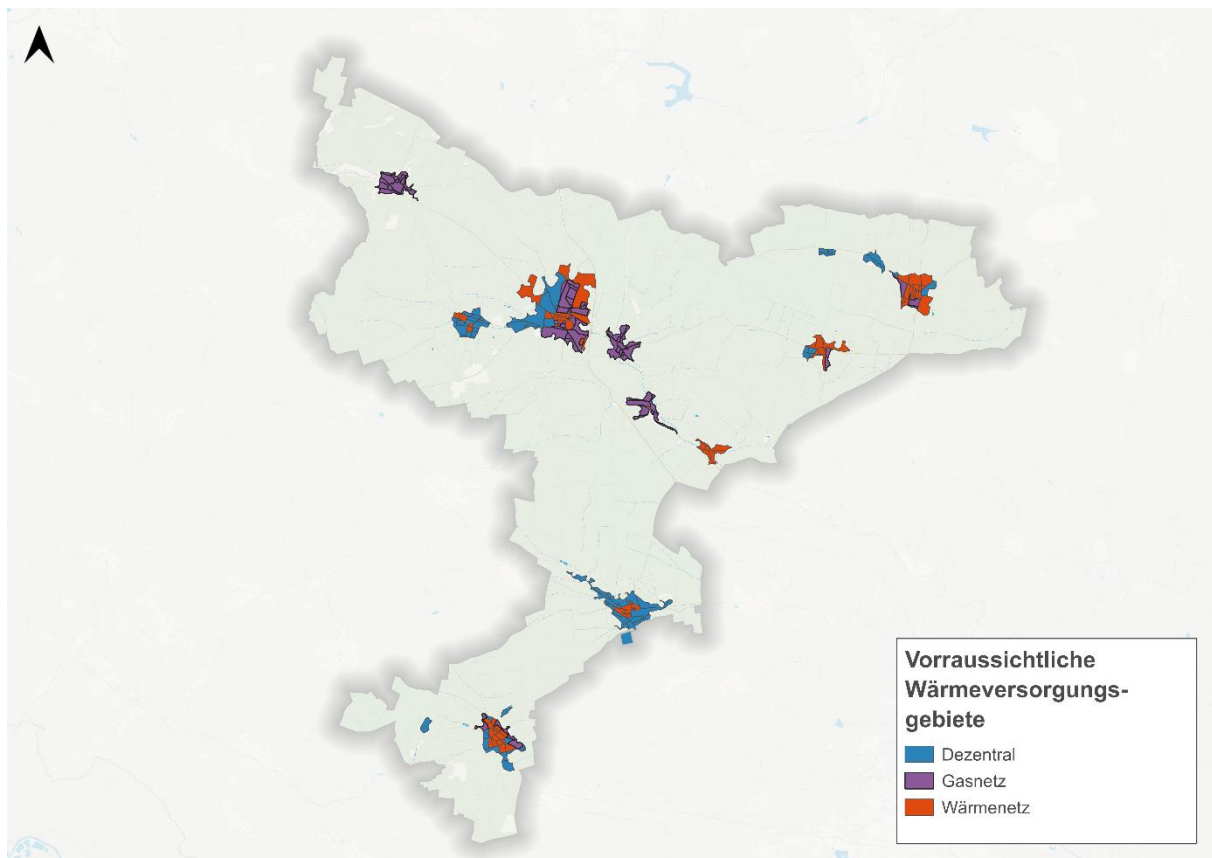 Vorraussichtliche
Wärmeversorgungs-
gebiete
Dezentral
Gasnetz
Wärmenetz